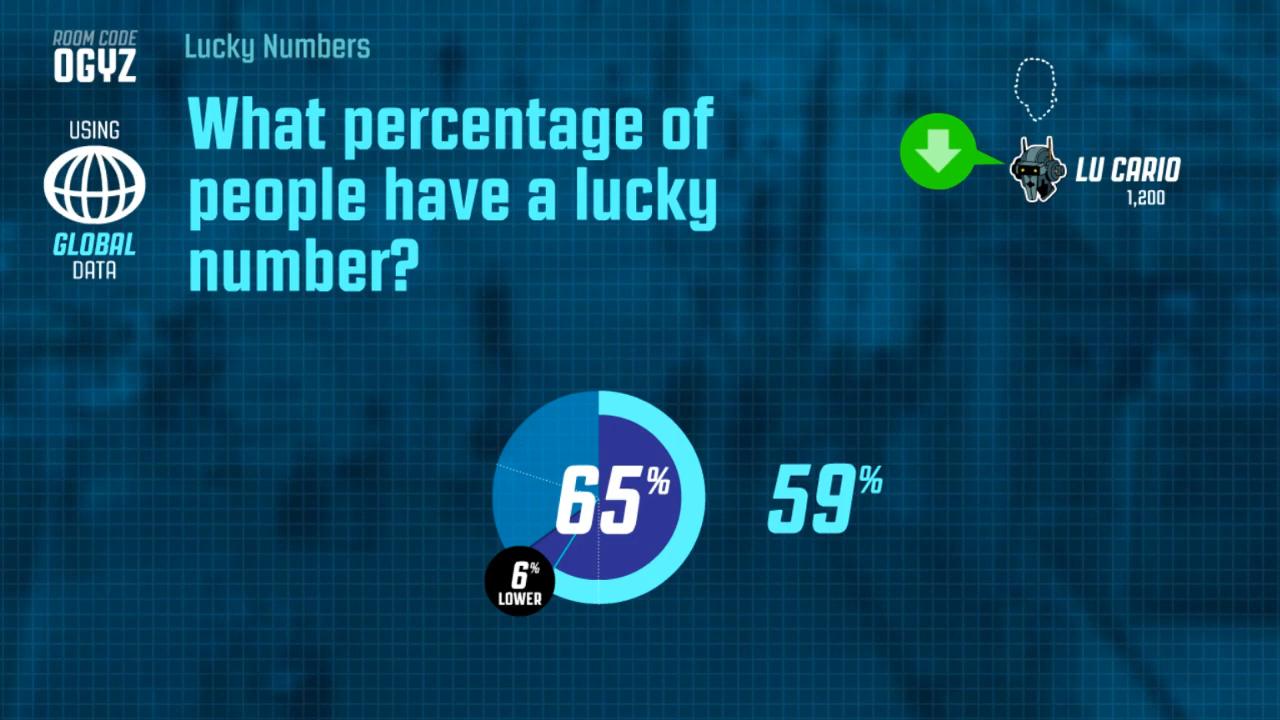 ROOM CODE
OGYZ
USING
GLOBAL
DATA
Lucky Numbers
What percentage of
people have a lucky
number?
LU CARIO
1,200
65%
59%
6%
LOWER